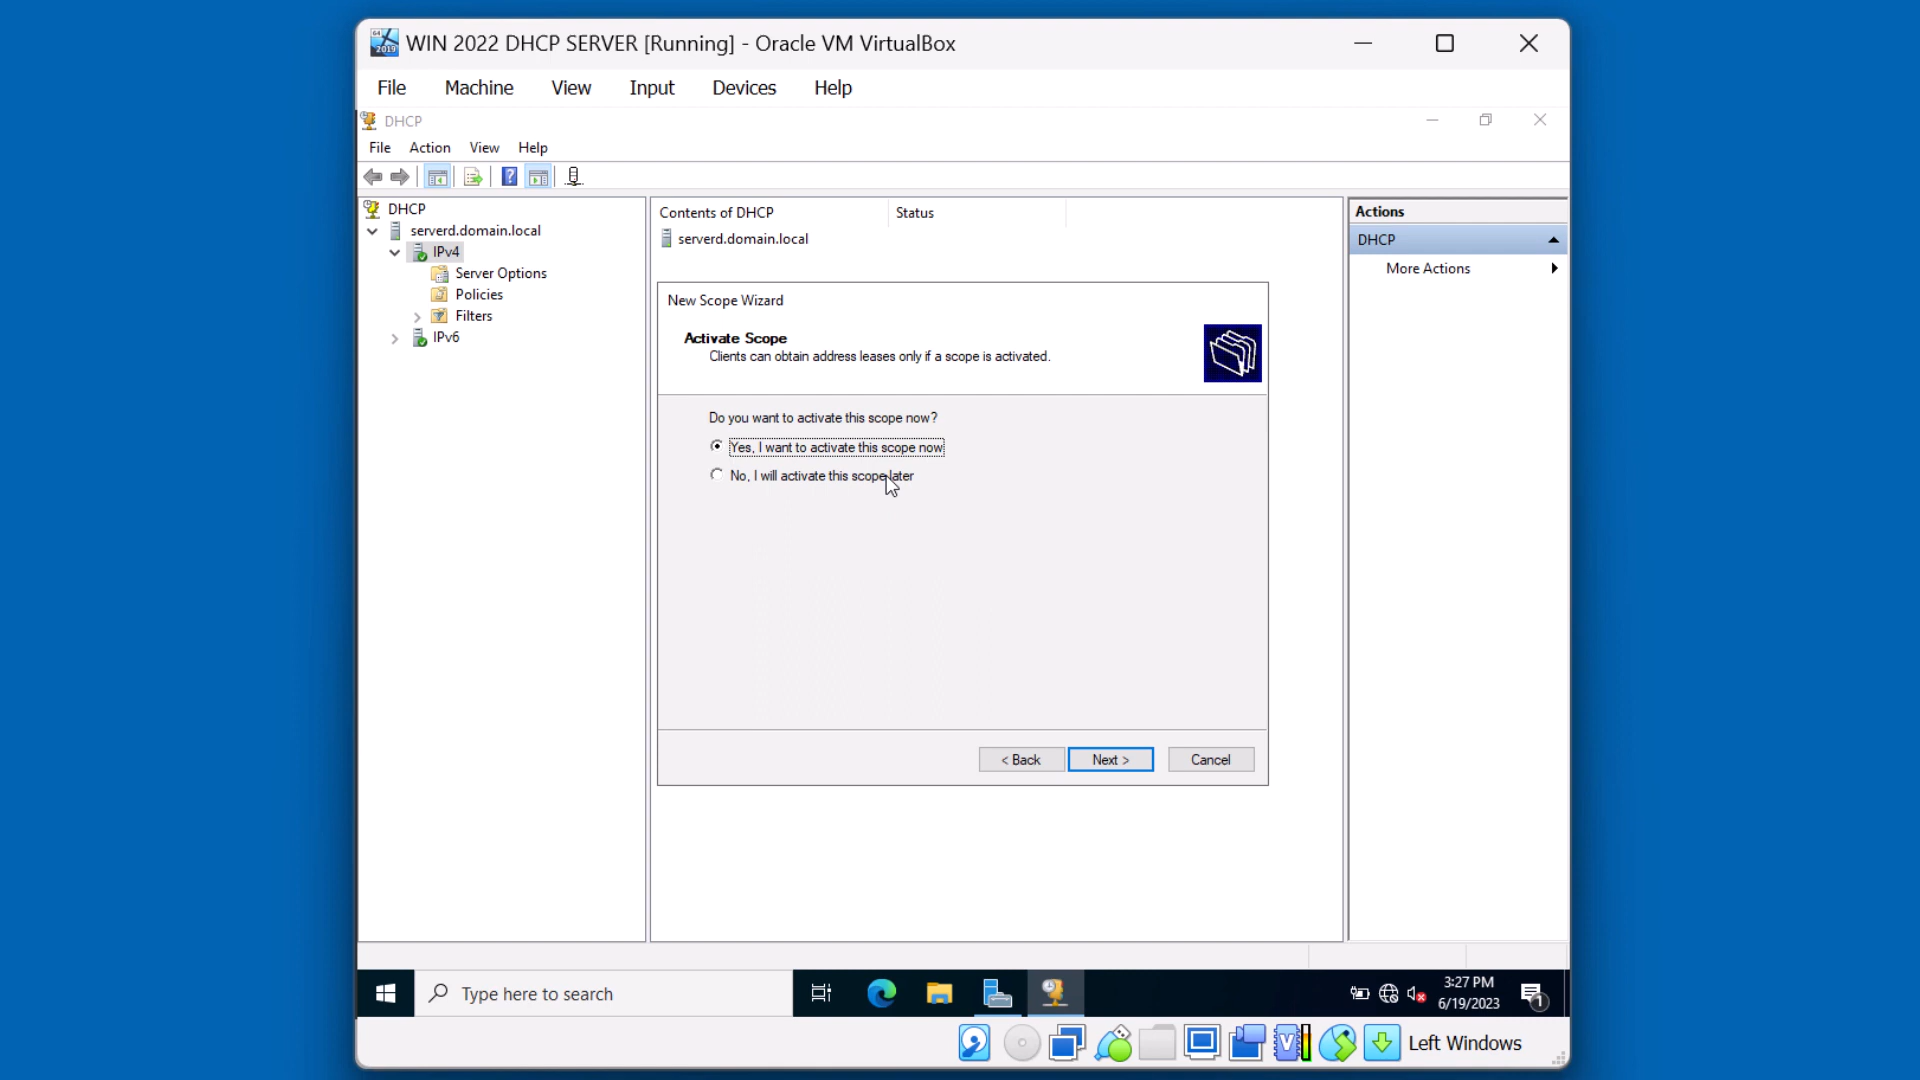 WIN 2022 DHCP SERVER [Running] - Oracle VM VirtualBox
File Machine View Input Devices Help
DHCP
File Action View Help
DHCP
serverd.domain.local
IPv4
Server Options
Policies
Filters
IPv6
Contents of DHCP Status
serverd.domain.local
Actions
DHCP
More Actions
New Scope Wizard
Activate Scope
Clients can obtain address leases only if a scope is activated.
Do you want to activate this scope now?
Yes, I want to activate this scope now
No, I will activate this scope later
< Back Next > Cancel
Type here to search
3:27 PM
6/19/2023
1
Left Windows